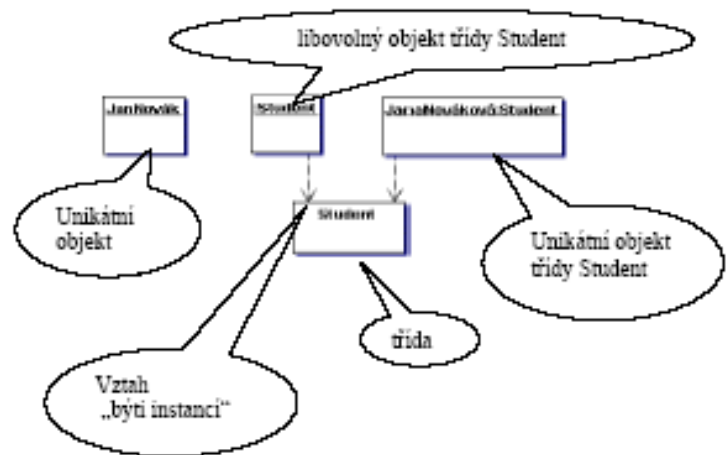 libovolný objekt třídy Student
JanNovák
Student
JanaNováková:Student
Unikátní
objekt
Student
Unikátní objekt
třídy Student
třída
Vztah
„býti instancí“